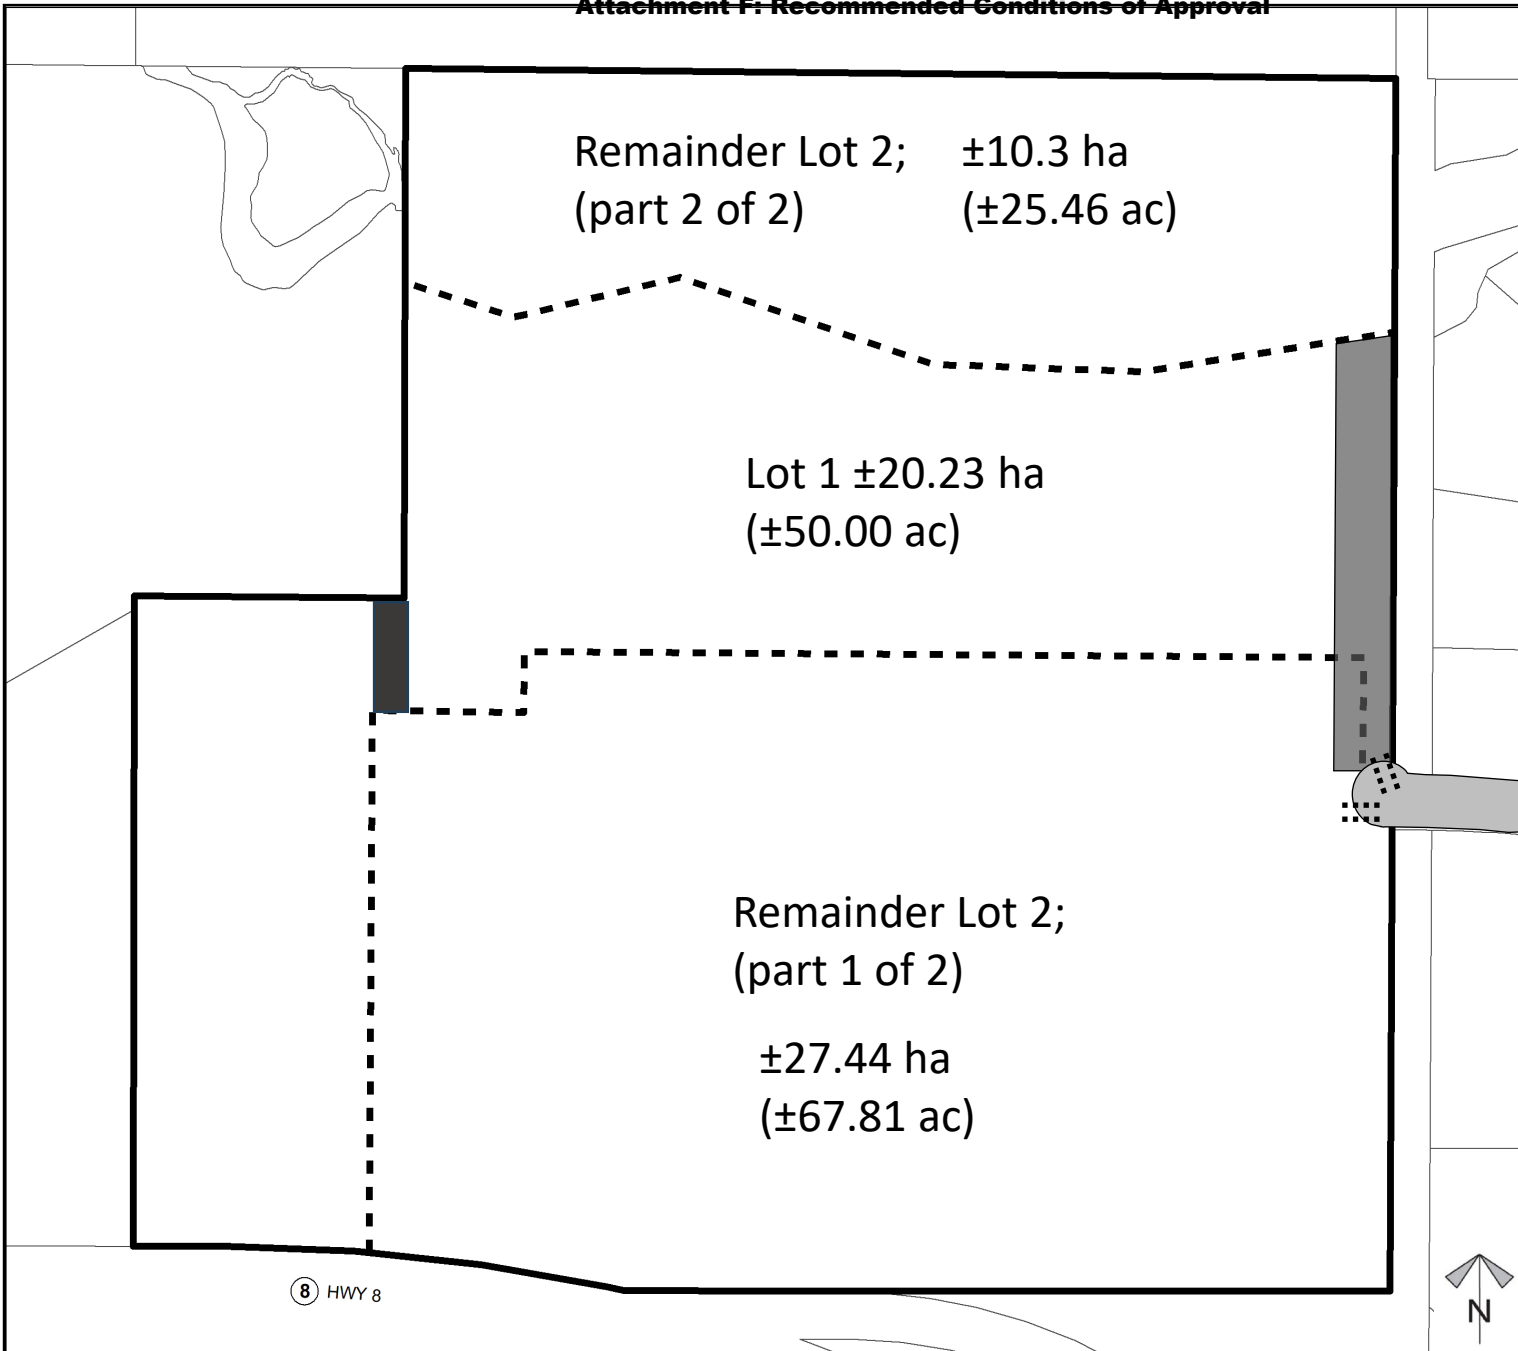 Attachment F: Recommended Conditions of Approval
Remainder Lot 2; ±10.3 ha
(part 2 of 2) (±25.46 ac)
Lot 1 ±20.23 ha
(±50.00 ac)
Remainder Lot 2;
(part 1 of 2)
±27.44 ha
(±67.81 ac)
8 HWY 8
N